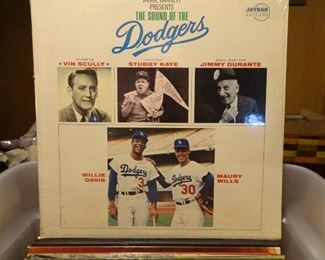 PRESENTS
THE SOUND OF THE
Dodgers
JAYBAR
VIN SCULLY
STUBBY KAYE
JIMMY DURANTE
WILLIE
DAVIS
Dodgers
3
Dodgers
30
MAURY
WILLS